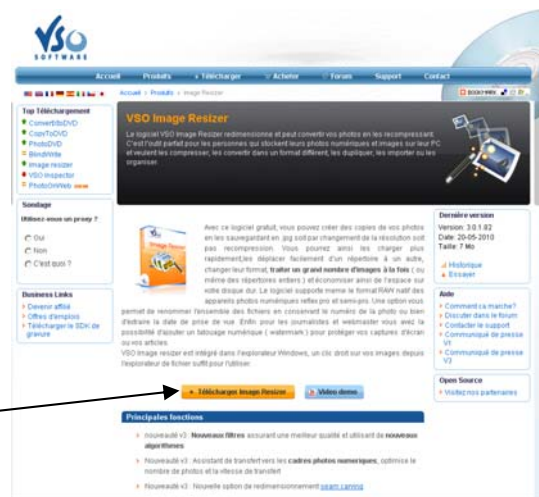 VSO
SOFTWARE
Accueil Produits Télécharger Acheter Forum Support Contact
Accueil > Produits > Image Resizer
BOOKMARK
Top Téléchargement
ConvertXtoDVD
CopyToDVD
PhotoDVD
BlindWrite
Image resizer
VSO Inspector
PhotoOnWeb
Sondage
Utilisez-vous un proxy ?
Oui
Non
C'est quoi ?
Business Links
Devenir affilié
Offres d'emplois
Télécharger le SDK de gravure
VSO Image Resizer
Le logiciel VSO Image Resizer redimensionne et peut convertir vos photos en les recompressant.
C'est l'outil parfait pour les personnes qui stockent leurs photos numériques et images sur leur PC
et veulent les compresser, les convertir dans un format différent, les dupliquer, les importer ou les
organiser.
Avec ce logiciel gratuit, vous pouvez créer des copies de vos photos
en les sauvegardant en .jpg soit par changement de la résolution soit
pas recompression. Vous pourrez ainsi les charger plus
rapidement, les déplacer facilement d'un répertoire à un autre,
changer leur format, traiter un grand nombre d'images à la fois ( ou
même des répertoires entiers ) et économiser ainsi de l'espace sur
votre disque dur. Le logiciel supporte meme le format RAW natif des
appareils photos numériques reflex pro et semi-pro. Une option vous
permet de renommer l'ensemble des fichiers en conservant le numéro de la photo ou bien
d'extraire la date de prise de vue. Enfin pour les journalistes et webmaster vous avez la
possibilité d'ajouter un tatouage numérique ( watermark ) pour protéger vos captures d'écran
ou vos articles.
VSO Image resizer est intégré dans l'explorateur Windows, un clic droit sur vos images depuis
l'explorateur de fichier suffit pour l'utiliser.
Télécharger Image Resizer
Video demo
Principales fonctions
nouveauté v3 : Nouveaux filtres assurant une meilleur qualité et utilisant de nouveaux
algorithmes
Nouveauté v3 : Assistant de transfert vers les cadres photos numeriques, optimise le
nombre de photos et la vitesse de transfert
Nouveauté v3 : Nouvelle option de redimensionnement seam carving
Dernière version
Version: 3.0.1.82
Date: 20-05-2010
Taille: 7 Mo
Historique
Essayer
Aide
Comment ca marche?
Discuter dans le forum
Contacter le support
Communiqué de presse
V1
Communiqué de presse
V3
Open Source
Visitez nos partenaires